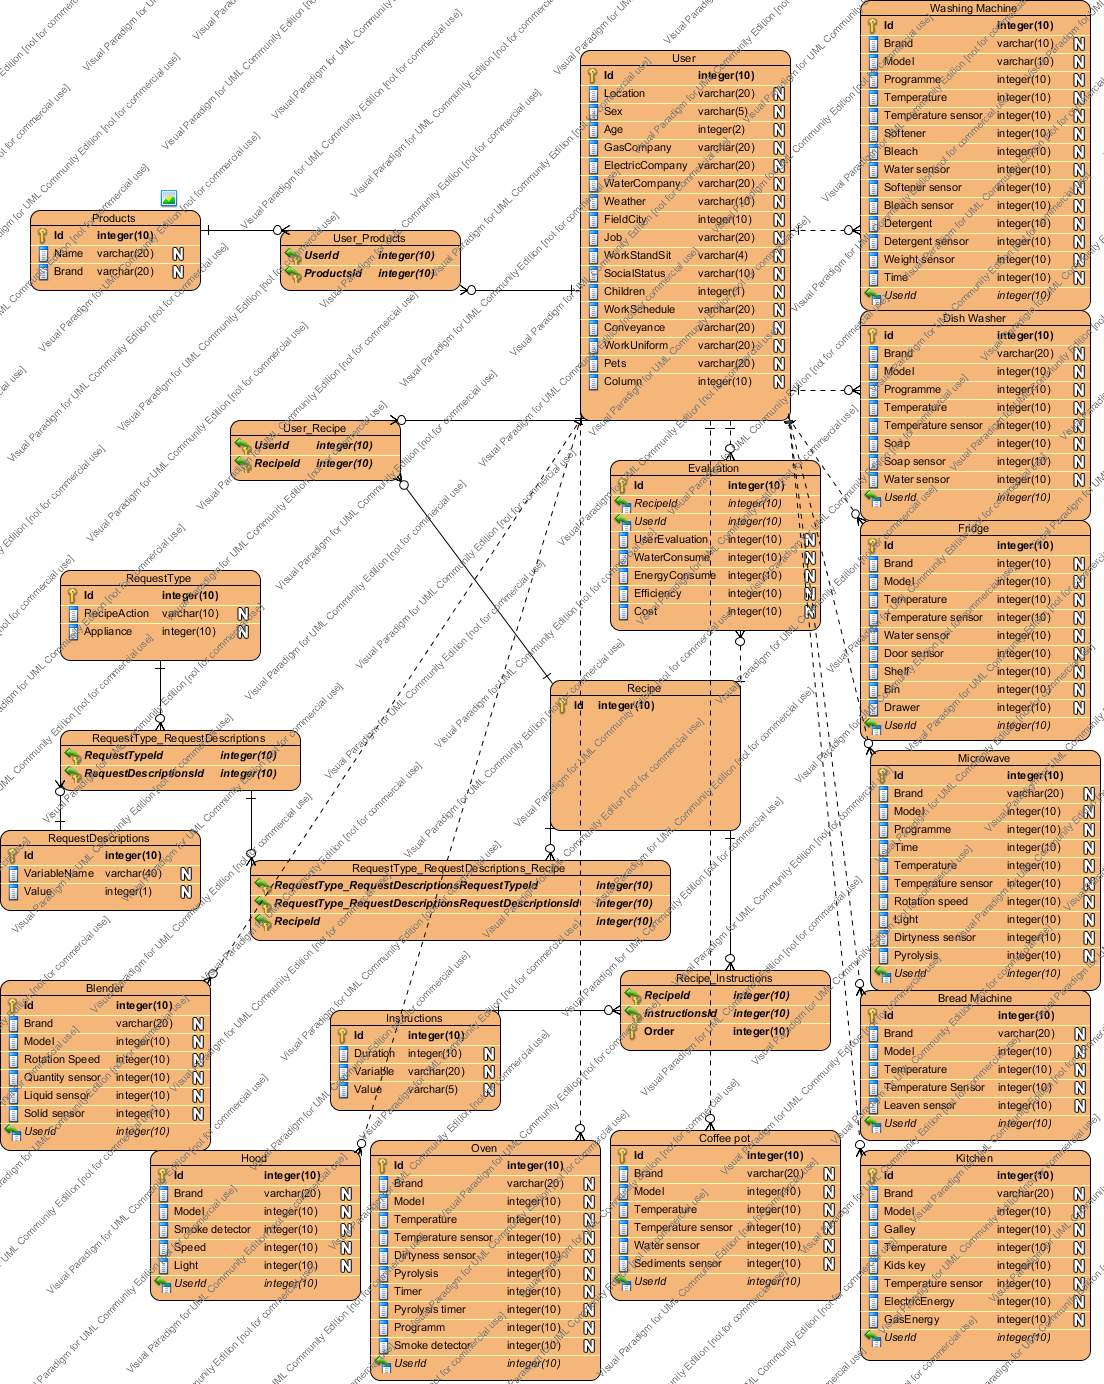 Washing Machine
Id integer(10)
Brand varchar(10) N
Model varchar(10) N
Programme integer(10) N
Temperature integer(10) N
Temperature sensor integer(10) N
Softener integer(10) N
Bleach integer(10) N
Water sensor integer(10) N
Softener sensor integer(10) N
Bleach sensor integer(10) N
Detergent integer(10) N
Detergent sensor integer(10) N
Weight sensor integer(10) N
Time integer(10) N
UserId integer(10)
User
Id integer(10)
Location varchar(20) N
Sex varchar(5) N
Age integer(2) N
GasCompany varchar(20) N
ElectricCompany varchar(20) N
WaterCompany varchar(20) N
Weather varchar(10) N
FieldCity integer(10) N
Job varchar(20) N
WorkStandSit varchar(4) N
SocialStatus varchar(10) N
Children integer(1) N
WorkSchedule varchar(20) N
Conveyance varchar(20) N
WorkUniform varchar(20) N
Pets varchar(20) N
Column integer(10) N
Products
Id integer(10)
Name varchar(20) N
Brand varchar(20) N
User_Products
UserId integer(10)
ProductsId integer(10)
Dish Washer
id integer(10)
Brand varchar(20) N
Model integer(10) N
Programme integer(10) N
Temperature integer(10) N
Temperature sensor integer(10) N
Soap integer(10) N
Soap sensor integer(10) N
Water sensor integer(10) N
UserId integer(10)
User_Recipe
UserId integer(10)
RecipeId integer(10)
Evaluation
Id integer(10)
RecipeId integer(10)
UserId integer(10)
UserEvaluation integer(10) N
WaterConsume integer(10) N
EnergyConsume integer(10) N
Efficiency integer(10) N
Cost integer(10) N
Fridge
Id integer(10)
Brand integer(10) N
Model integer(10) N
Temperature integer(10) N
Temperature sensor integer(10) N
Water sensor integer(10) N
Door sensor integer(10) N
Shelf integer(10) N
Bin integer(10) N
Drawer integer(10) N
UserId integer(10)
RequestType
Id integer(10)
RecipeAction varchar(10) N
Appliance integer(10) N
Recipe
Id integer(10)
RequestType_RequestDescriptions
RequestTypeId integer(10)
RequestDescriptionsId integer(10)
Microwave
Id integer(10)
Brand varchar(20) N
Model integer(10) N
Programme integer(10) N
Time integer(10) N
Temperature integer(10) N
Temperature sensor integer(10) N
Rotation speed integer(10) N
Light integer(10) N
Dirtyness sensor integer(10) N
Pyrolysis integer(10) N
UserId integer(10)
RequestDescriptions
Id integer(10)
VariableName varchar(40) N
Value integer(1) N
RequestType_RequestDescriptions_Recipe
RequestType_RequestDescriptionsRequestTypeId integer(10)
RequestType_RequestDescriptionsRequestDescriptionsId integer(10)
RecipeId integer(10)
Blender
Id integer(10)
Brand varchar(20) N
Model integer(10) N
Rotation Speed integer(10) N
Quantity sensor integer(10) N
Liquid sensor integer(10) N
Solid sensor integer(10) N
UserId integer(10)
Instructions
Id integer(10)
Duration integer(10) N
Variable varchar(20) N
Value varchar(5) N
Recipe_Instructions
RecipeId integer(10)
InstructionsId integer(10)
Order integer(10)
Bread Machine
Id integer(10)
Brand varchar(20) N
Model integer(10) N
Temperature integer(10) N
Temperature Sensor integer(10) N
Leaven sensor integer(10) N
UserId integer(10)
Hood
Id integer(10)
Brand varchar(20) N
Model integer(10) N
Smoke detector integer(10) N
Speed integer(10) N
Light integer(10) N
UserId integer(10)
Oven
Id integer(10)
Brand varchar(20) N
Model integer(10) N
Temperature integer(10) N
Temperature sensor integer(10) N
Dirtyness sensor integer(10) N
Pyrolysis integer(10) N
Timer integer(10) N
Pyrolysis timer integer(10) N
Programm integer(10) N
Smoke detector integer(10) N
UserId integer(10)
Coffee pot
Id integer(10)
Brand varchar(20) N
Model integer(10) N
Temperature integer(10) N
Temperature sensor integer(10) N
Water sensor integer(10) N
Sediments sensor integer(10) N
UserId integer(10)
Kitchen
Id integer(10)
Brand varchar(20) N
Model integer(10) N
Galley integer(10) N
Temperature integer(10) N
Kids key integer(10) N
Temperature sensor integer(10) N
ElectricEnergy integer(10) N
GasEnergy integer(10) N
UserId integer(10)
Visual Paradigm for UML Community Edition [not for commercial use]